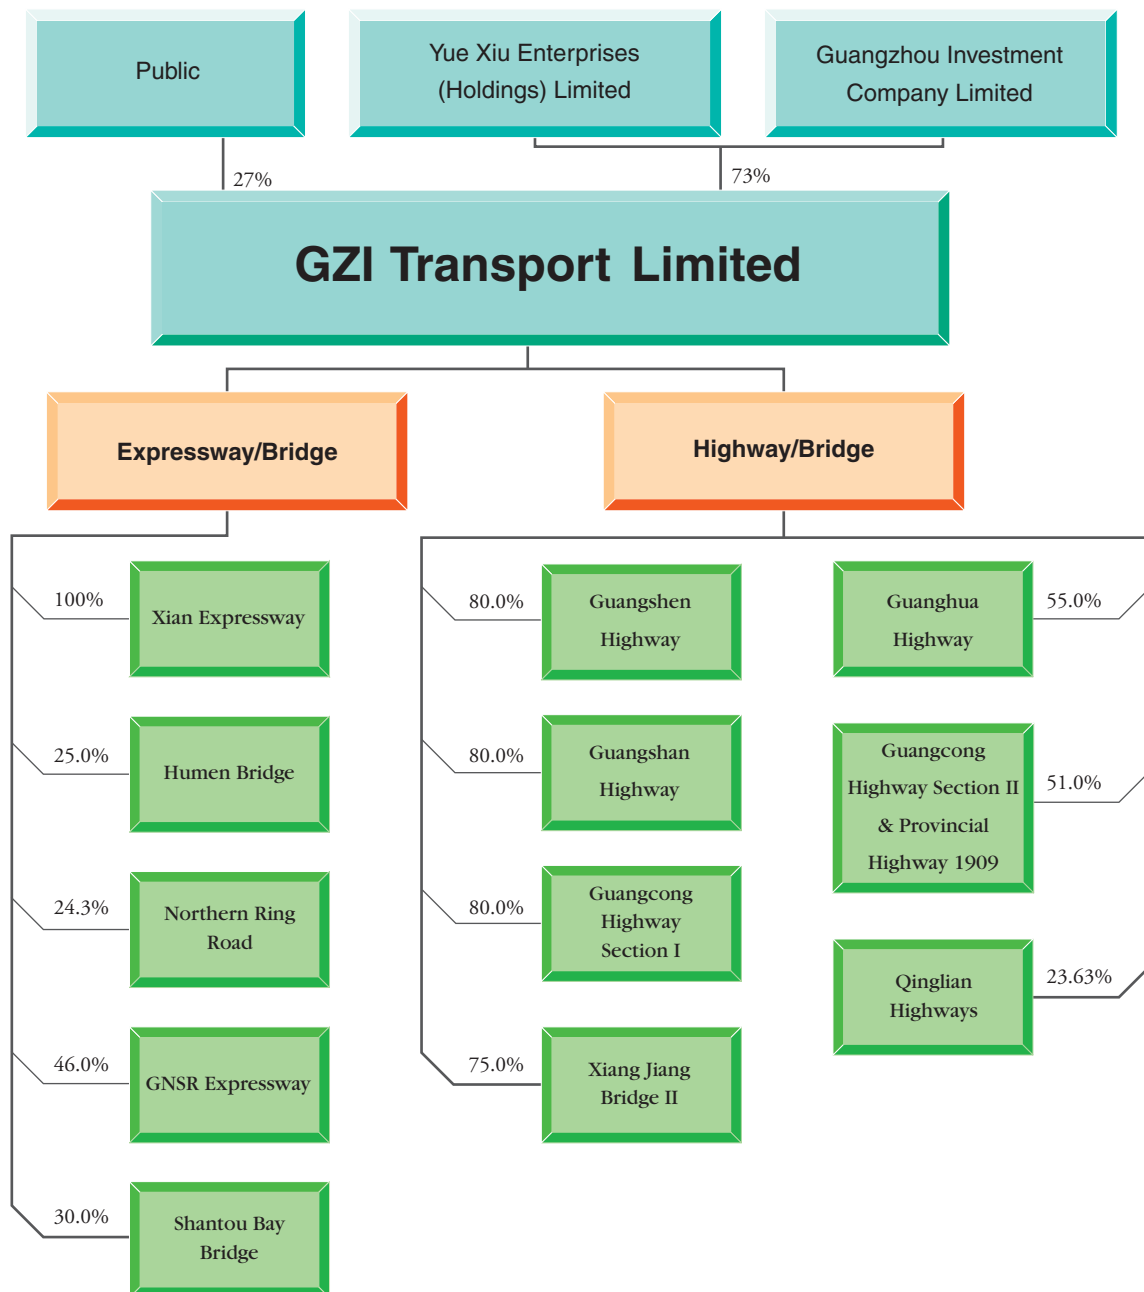 Public
Yue Xiu Enterprises
(Holdings) Limited
Guangzhou Investment
Company Limited
27%
73%
GZI Transport Limited
Expressway/Bridge
Highway/Bridge
100%
Xian Expressway
25.0%
Humen Bridge
24.3%
Northern Ring
Road
46.0%
GNSR Expressway
30.0%
Shantou Bay
Bridge
80.0%
Guangshen
Highway
80.0%
Guangshan
Highway
80.0%
Guangcong
Highway
Section I
75.0%
Xiang Jiang
Bridge II
Guanghua
Highway
55.0%
Guangcong
Highway Section II
& Provincial
Highway 1909
51.0%
Qinglian
Highways
23.63%